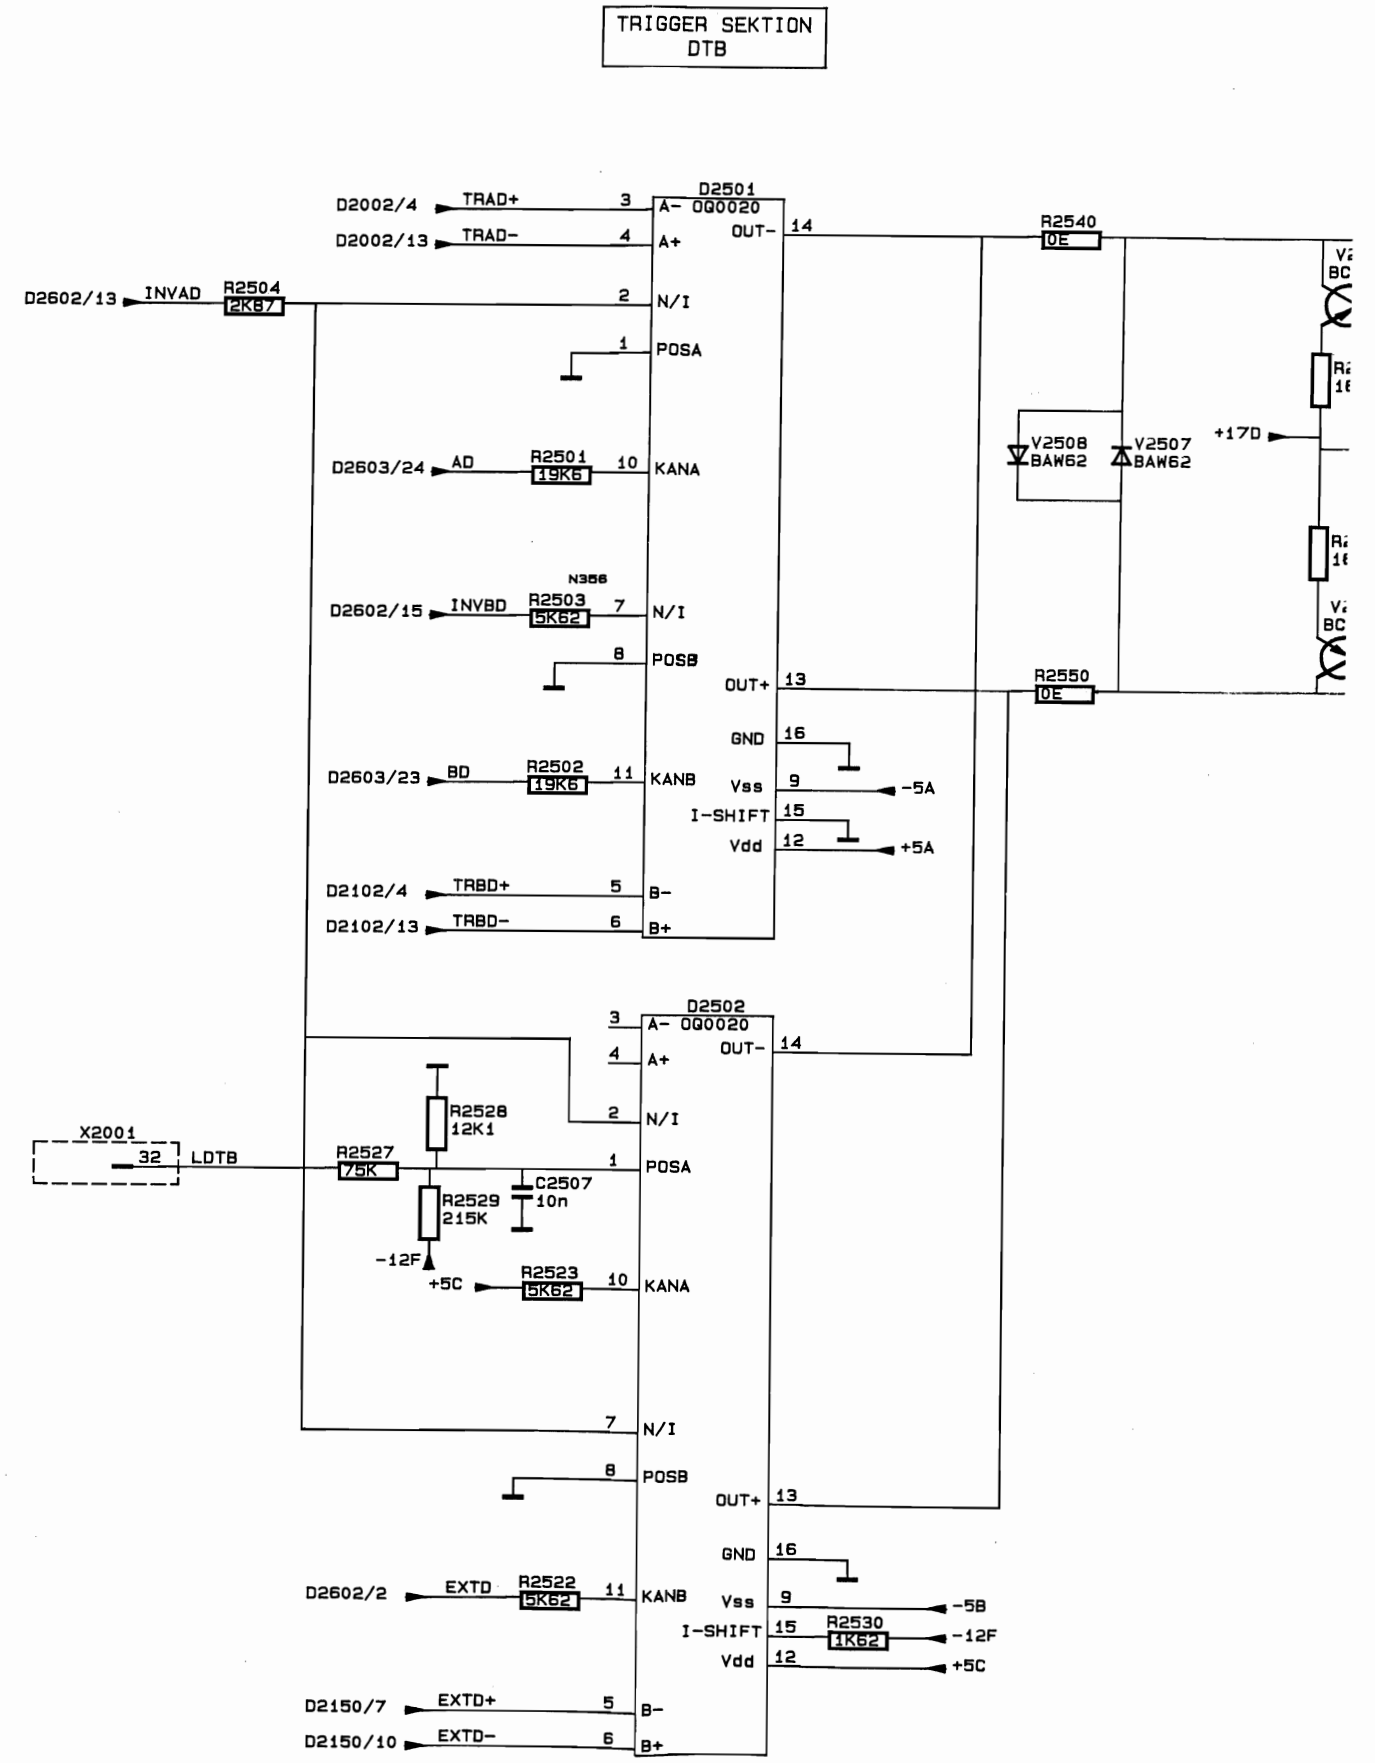 TRIGGER SEKTION
DTB
D2501
D2002/4 TRAD+ 3 A- OQ0020
OUT- 14 R2540
0E
D2002/13 TRAD- 4 A+
D2602/13 INVAD R2504
2K87
2 N/I
1 POSA
+17D
V2508
BAW62
V2507
BAW62
D2603/24 AD R2501
19K6
10 KANA
N356
D2602/15 INVBD R2503
5K62
7 N/I
8 POSB
OUT+ 13 R2550
0E
GND 16
D2603/23 BD R2502
19K6
11 KANB
Vss 9 -5A
I-SHIFT 15
Vdd 12 +5A
D2102/4 TRBD+ 5 B-
D2102/13 TRBD- 6 B+
D2502
3 A- OQ0020
OUT- 14
4 A+
R2528
12K1
2 N/I
X2001
32 LDTB R2527
75K
1 POSA
C2507
10n
R2529
215K
-12F
+5C R2523
5K62
10 KANA
7 N/I
8 POSB
OUT+ 13
GND 16
D2602/2 EXTD R2522
5K62
11 KANB
Vss 9 -5B
I-SHIFT 15 R2530
1K62
-12F
Vdd 12 +5C
D2150/7 EXTD+ 5 B-
D2150/10 EXTD- 6 B+